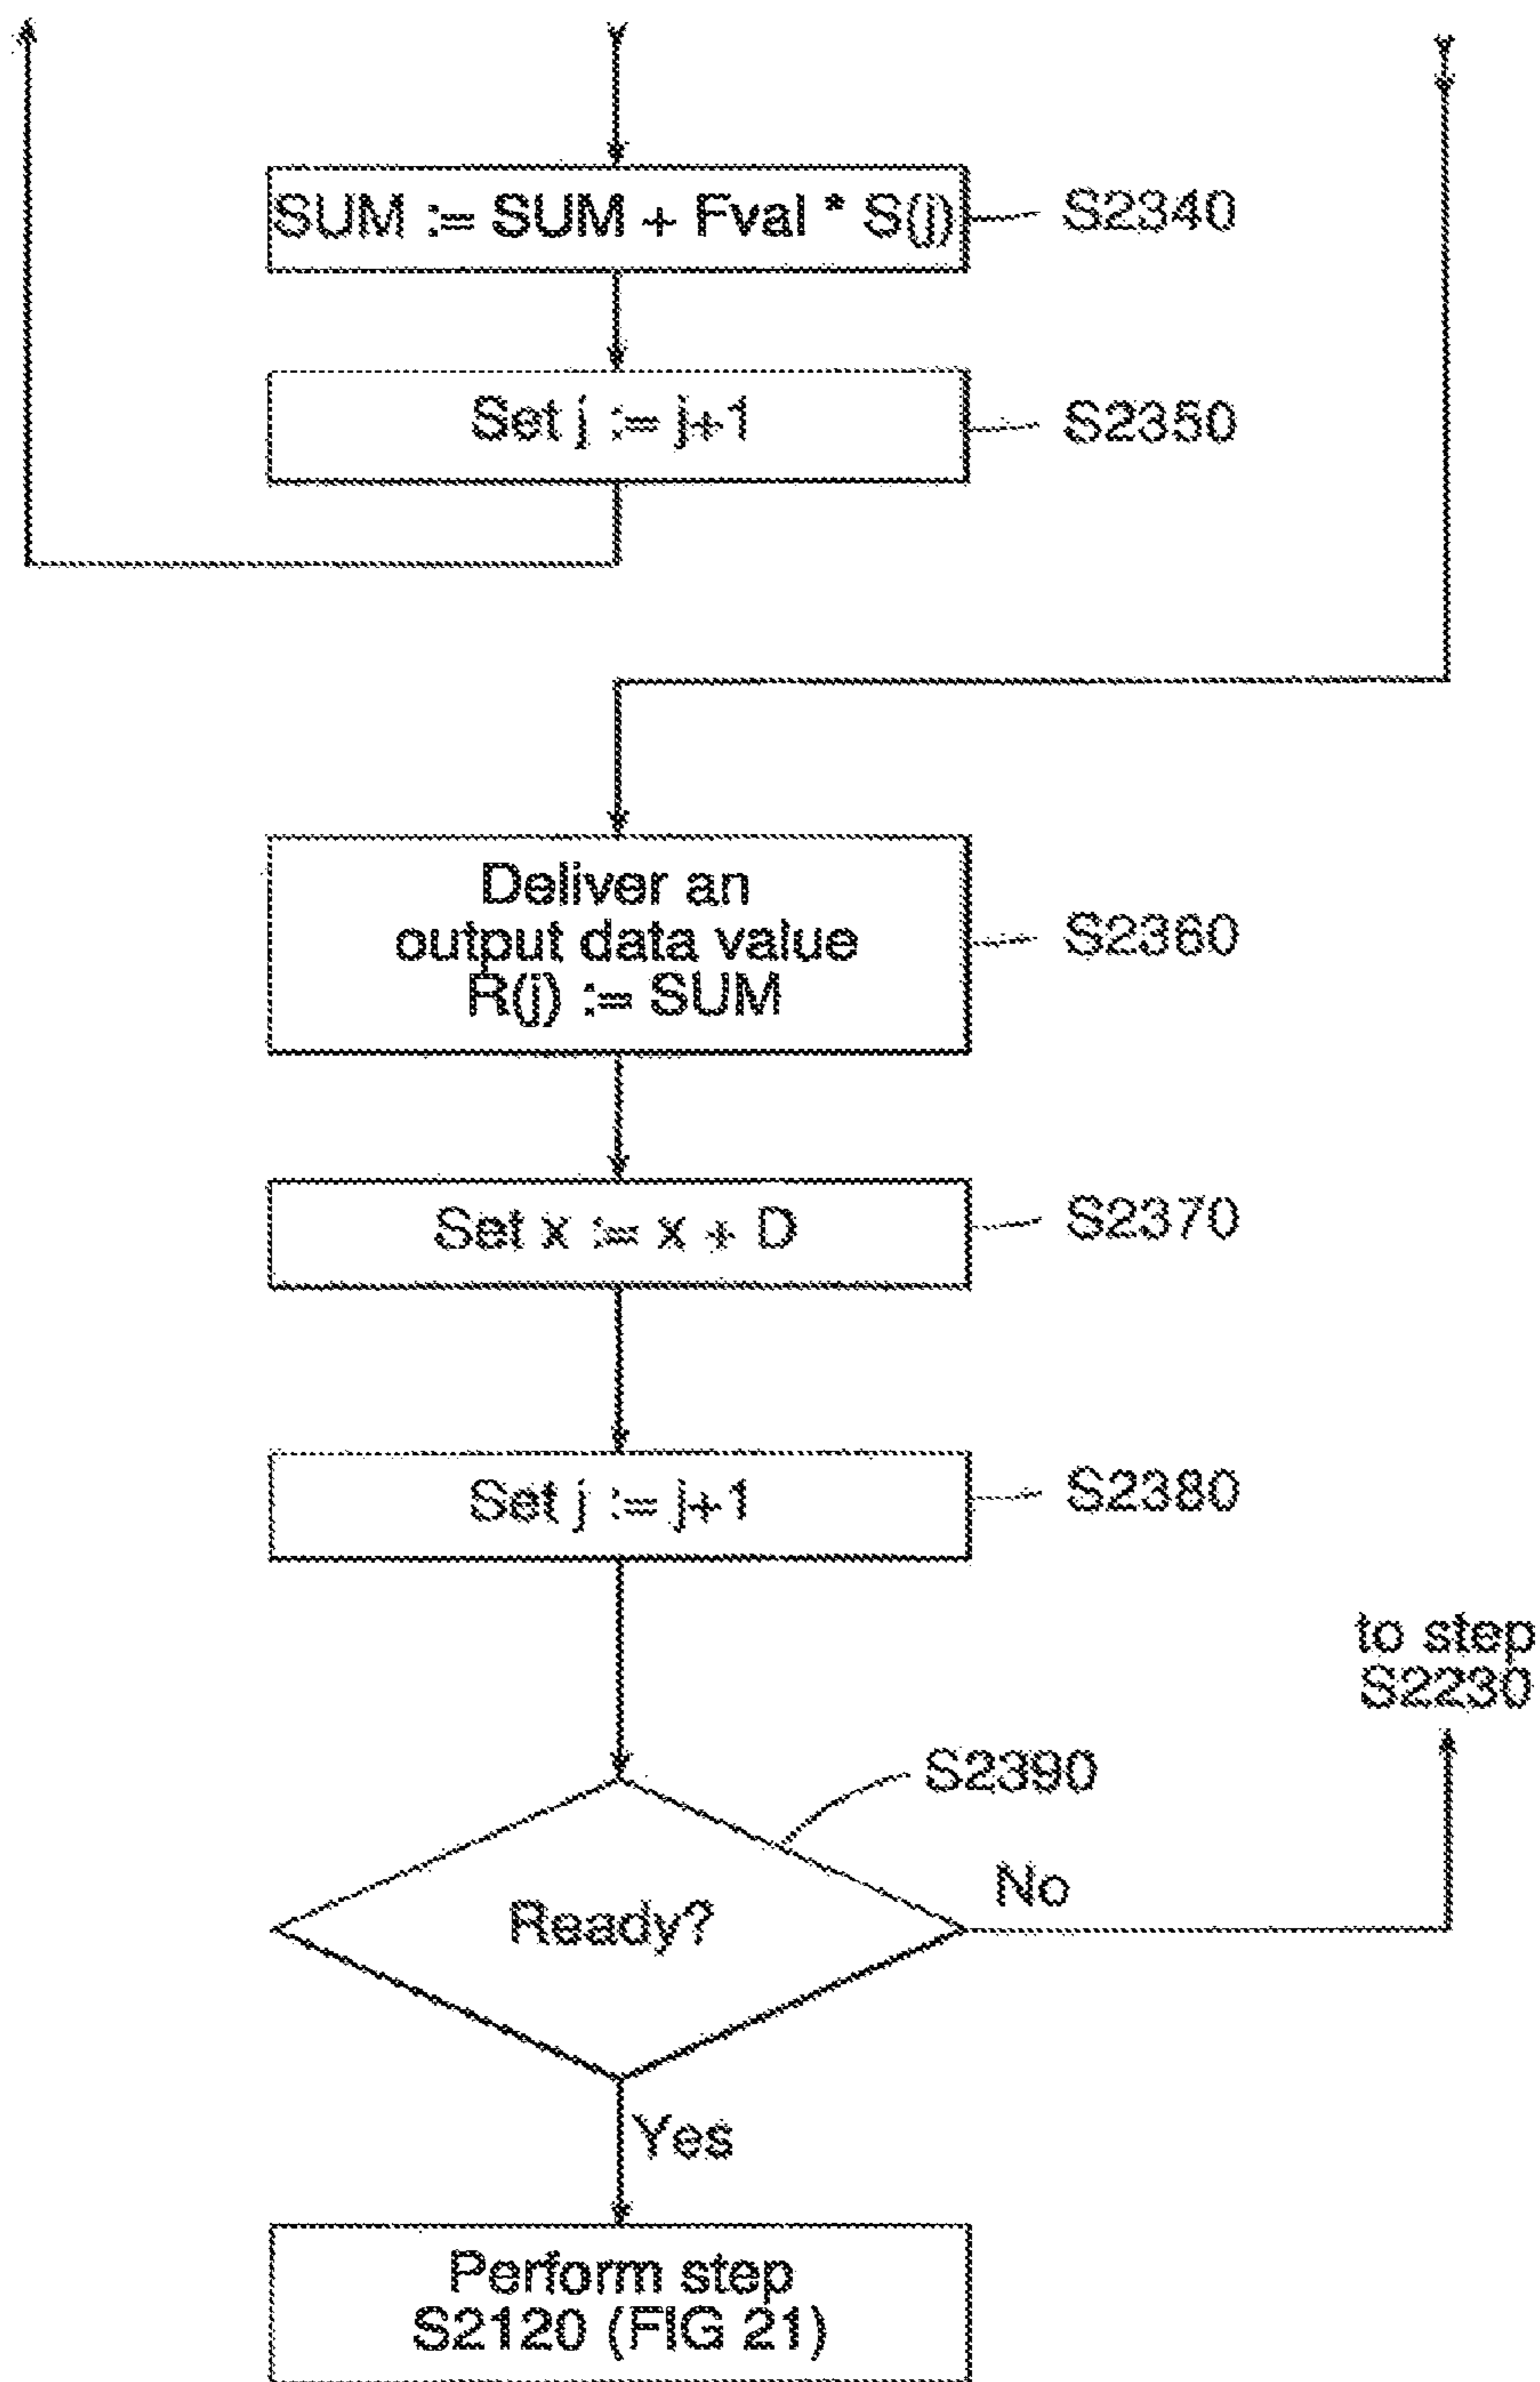 SUM := SUM + Fval * S(j)
S2340
Set j := j+1
S2350
Deliver an
output data value
R(j) := SUM
S2360
Set x := x + D
S2370
Set j := j+1
S2380
to step
S2230
S2390
No
Ready?
Yes
Perform step
S2120 (FIG 21)